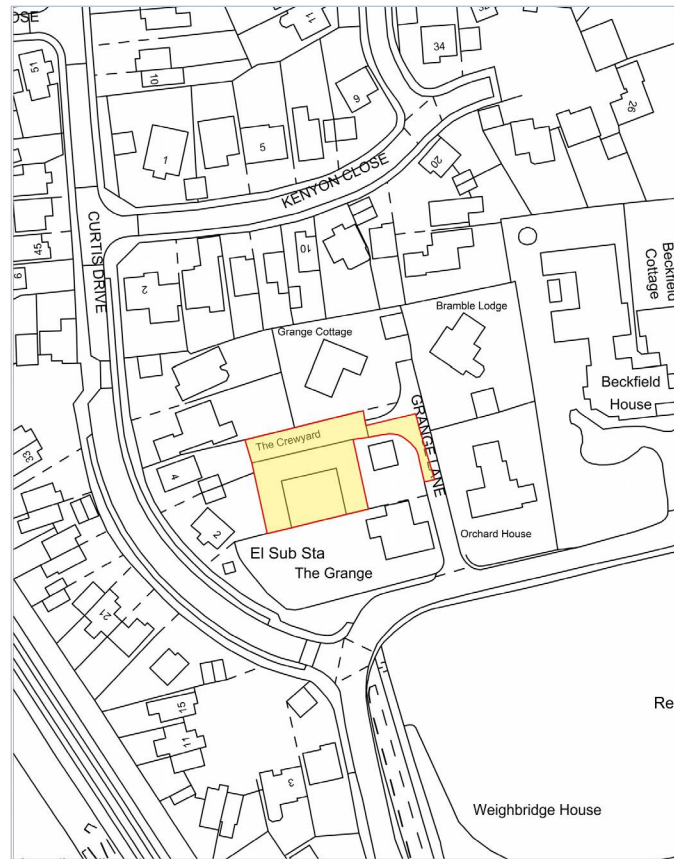 OSE
11
34
51
10
6
26
1
5
20
KENYON CLOSE
CURTIS DRIVE
45
10
2
9
Beckfield
Cottage
Bramble Lodge
Grange Cottage
Beckfield
House
GRANGE LANE
The Crewyard
33
4
2
Orchard House
El Sub Sta
The Grange
21
15
11
3
Re
Weighbridge House